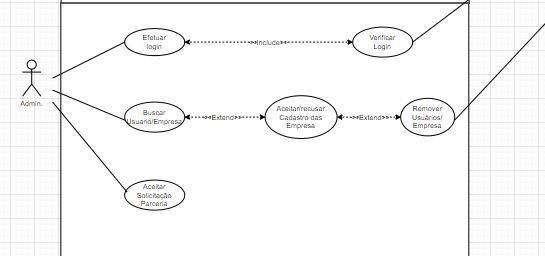 Efetuar
login
<<Include>>
Verificar
Login
Admin.
Buscar
Usuario/Empresa
<<Extend>>
Aceitar/recusar
Cadastro das
Empresa
<<Extend>>
Remover
Usuários/
Empresa
Aceitar
Solicitação
Parceria